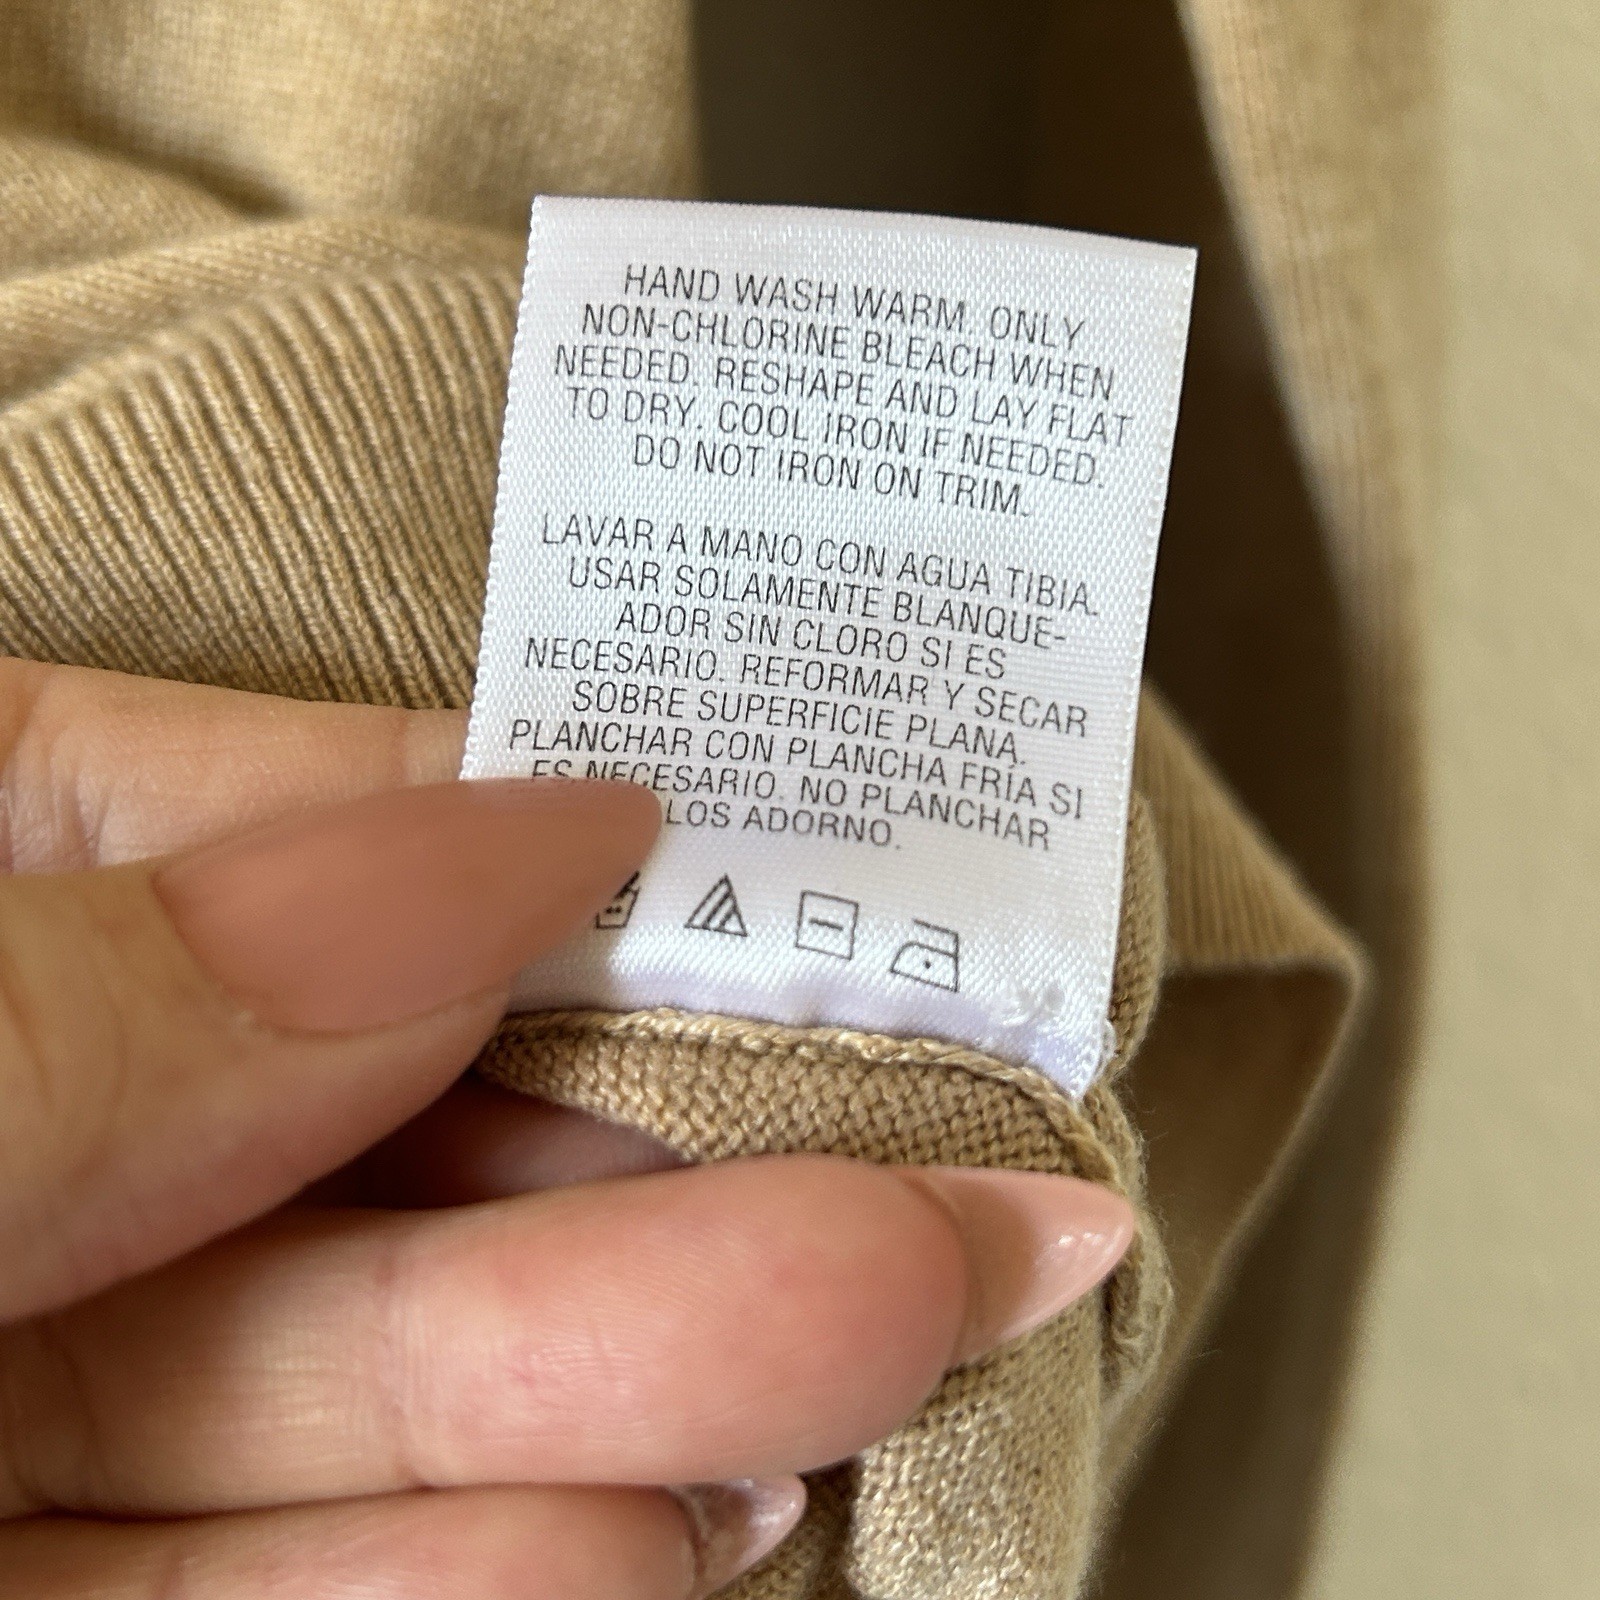 HAND WASH WARM. ONLY
NON-CHLORINE BLEACH WHEN
NEEDED. RESHAPE AND LAY FLAT
TO DRY. COOL IRON IF NEEDED.
DO NOT IRON ON TRIM.
LAVAR A MANO CON AGUA TIBIA.
USAR SOLAMENTE BLANQUE-
ADOR SIN CLORO SI ES
NECESARIO. REFORMAR Y SECAR
SOBRE SUPERFICIE PLANA.
PLANCHAR CON PLANCHA FRÍA SI
ES NECESARIO. NO PLANCHAR
LOS ADORNO.